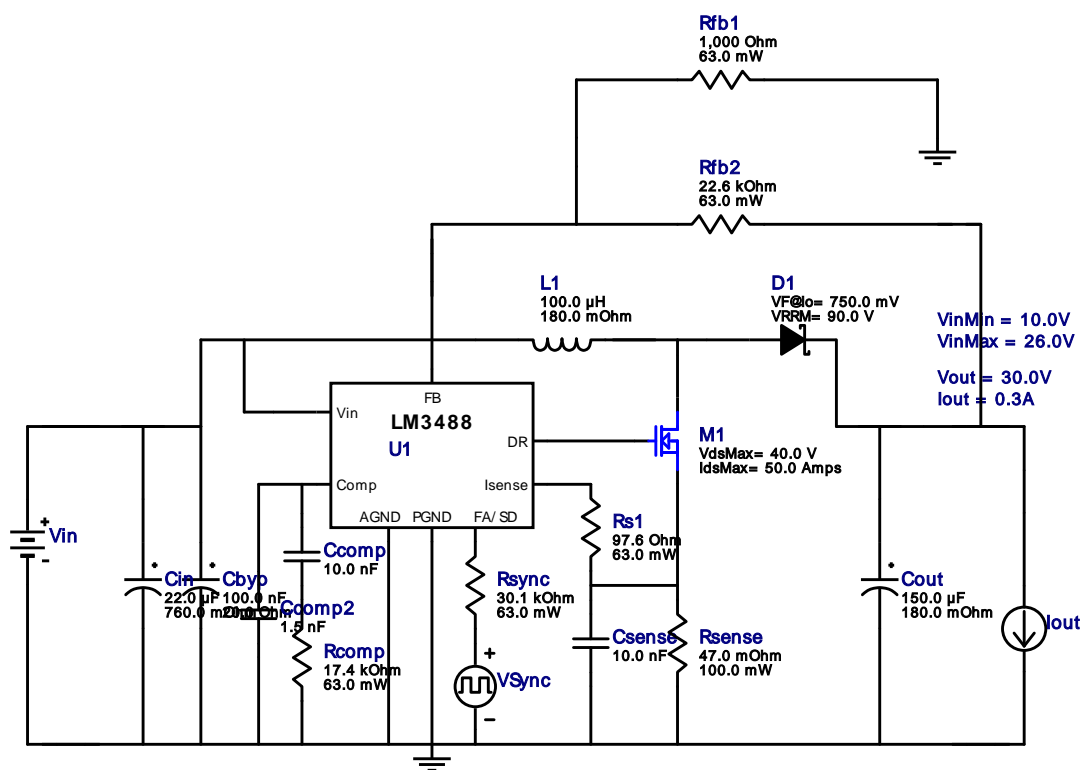 Rfb1
1,000 Ohm
63.0 mW
Rfb2
22.6 kOhm
63.0 mW
L1
100.0 µH
180.0 mOhm
D1
VF@Io= 750.0 mV
VRRM= 90.0 V
VinMin = 10.0V
VinMax = 26.0V
Vout = 30.0V
Iout = 0.3A
FB
LM3488
U1
Vin
DR
Comp
Isense
AGND
PGND
FA/SD
M1
VdsMax= 40.0 V
IdsMax= 50.0 Amps
Vin
+
-
Cin
22.0 µF
760.0 mOhm
Cbyp
100.0 nF
Ccomp
10.0 nF
Ccomp2
1.5 nF
Rcomp
17.4 kOhm
63.0 mW
Rsync
30.1 kOhm
63.0 mW
VSync
+
−
Rs1
97.6 Ohm
63.0 mW
Csense
10.0 nF
Rsense
47.0 mOhm
100.0 mW
Cout
150.0 µF
180.0 mOhm
Iout